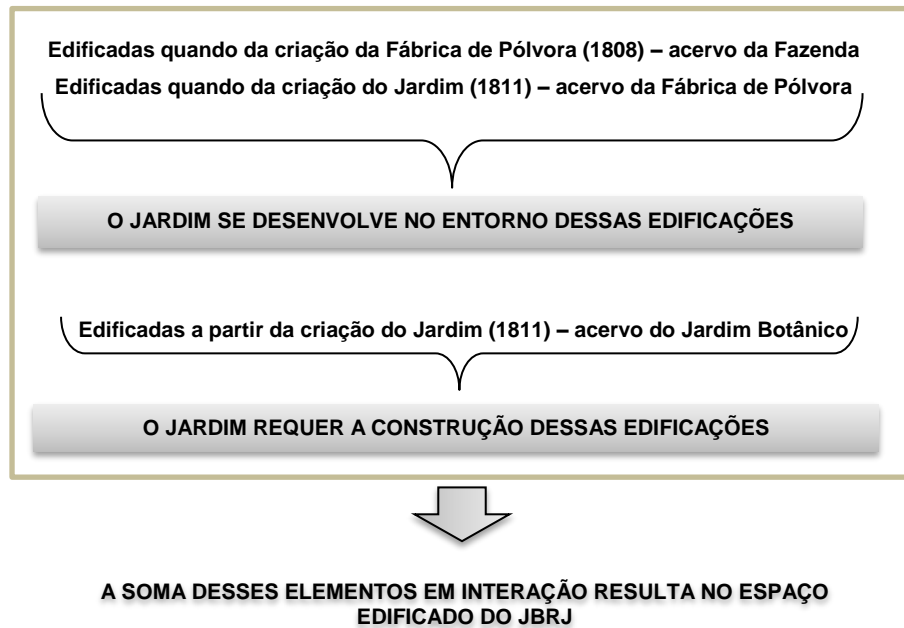 Edificadas quando da criação da Fábrica de Pólvora (1808) – acervo da Fazenda
Edificadas quando da criação do Jardim (1811) – acervo da Fábrica de Pólvora
O JARDIM SE DESENVOLVE NO ENTORNO DESSAS EDIFICAÇÕES
Edificadas a partir da criação do Jardim (1811) – acervo do Jardim Botânico
O JARDIM REQUER A CONSTRUÇÃO DESSAS EDIFICAÇÕES
A SOMA DESSES ELEMENTOS EM INTERAÇÃO RESULTA NO ESPAÇO
EDIFICADO DO JBRJ